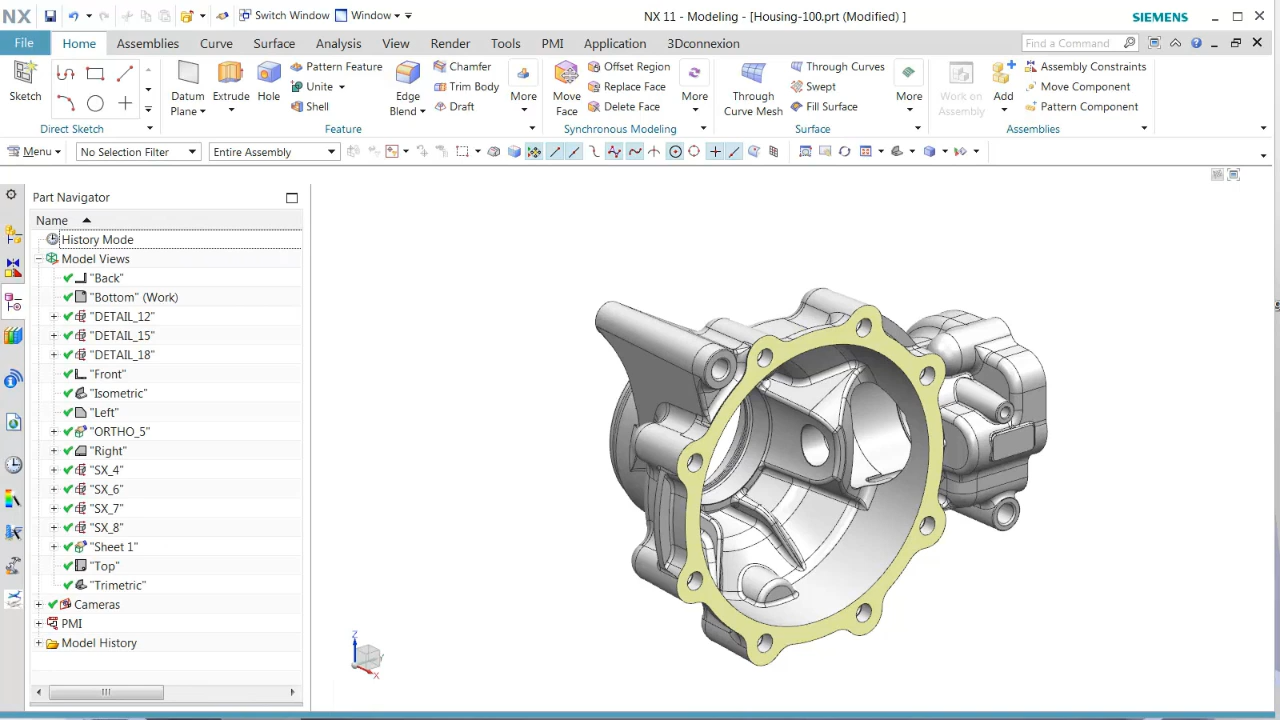 NX Switch Window Window NX 11 - Modeling - [Housing-100.prt (Modified) ] SIEMENS
File Home Assemblies Curve Surface Analysis View Render Tools PMI Application 3Dconnexion Find a Command
Sketch
Direct Sketch
Datum Plane
Extrude
Hole
Pattern Feature
Unite
Shell
Edge Blend
Chamfer
Trim Body
Draft
More
Feature
Move Face
Offset Region
Replace Face
Delete Face
More
Synchronous Modeling
Through Curve Mesh
Through Curves
Swept
Fill Surface
More
Surface
Work on Assembly
Add
Assembly Constraints
Move Component
Pattern Component
Assemblies
Menu No Selection Filter Entire Assembly
Part Navigator
Name
History Mode
Model Views
"Back"
"Bottom" (Work)
"DETAIL_12"
"DETAIL_15"
"DETAIL_18"
"Front"
"Isometric"
"Left"
"ORTHO_5"
"Right"
"SX_4"
"SX_6"
"SX_7"
"SX_8"
"Sheet 1"
"Top"
"Trimetric"
Cameras
PMI
Model History
Z
Y
X